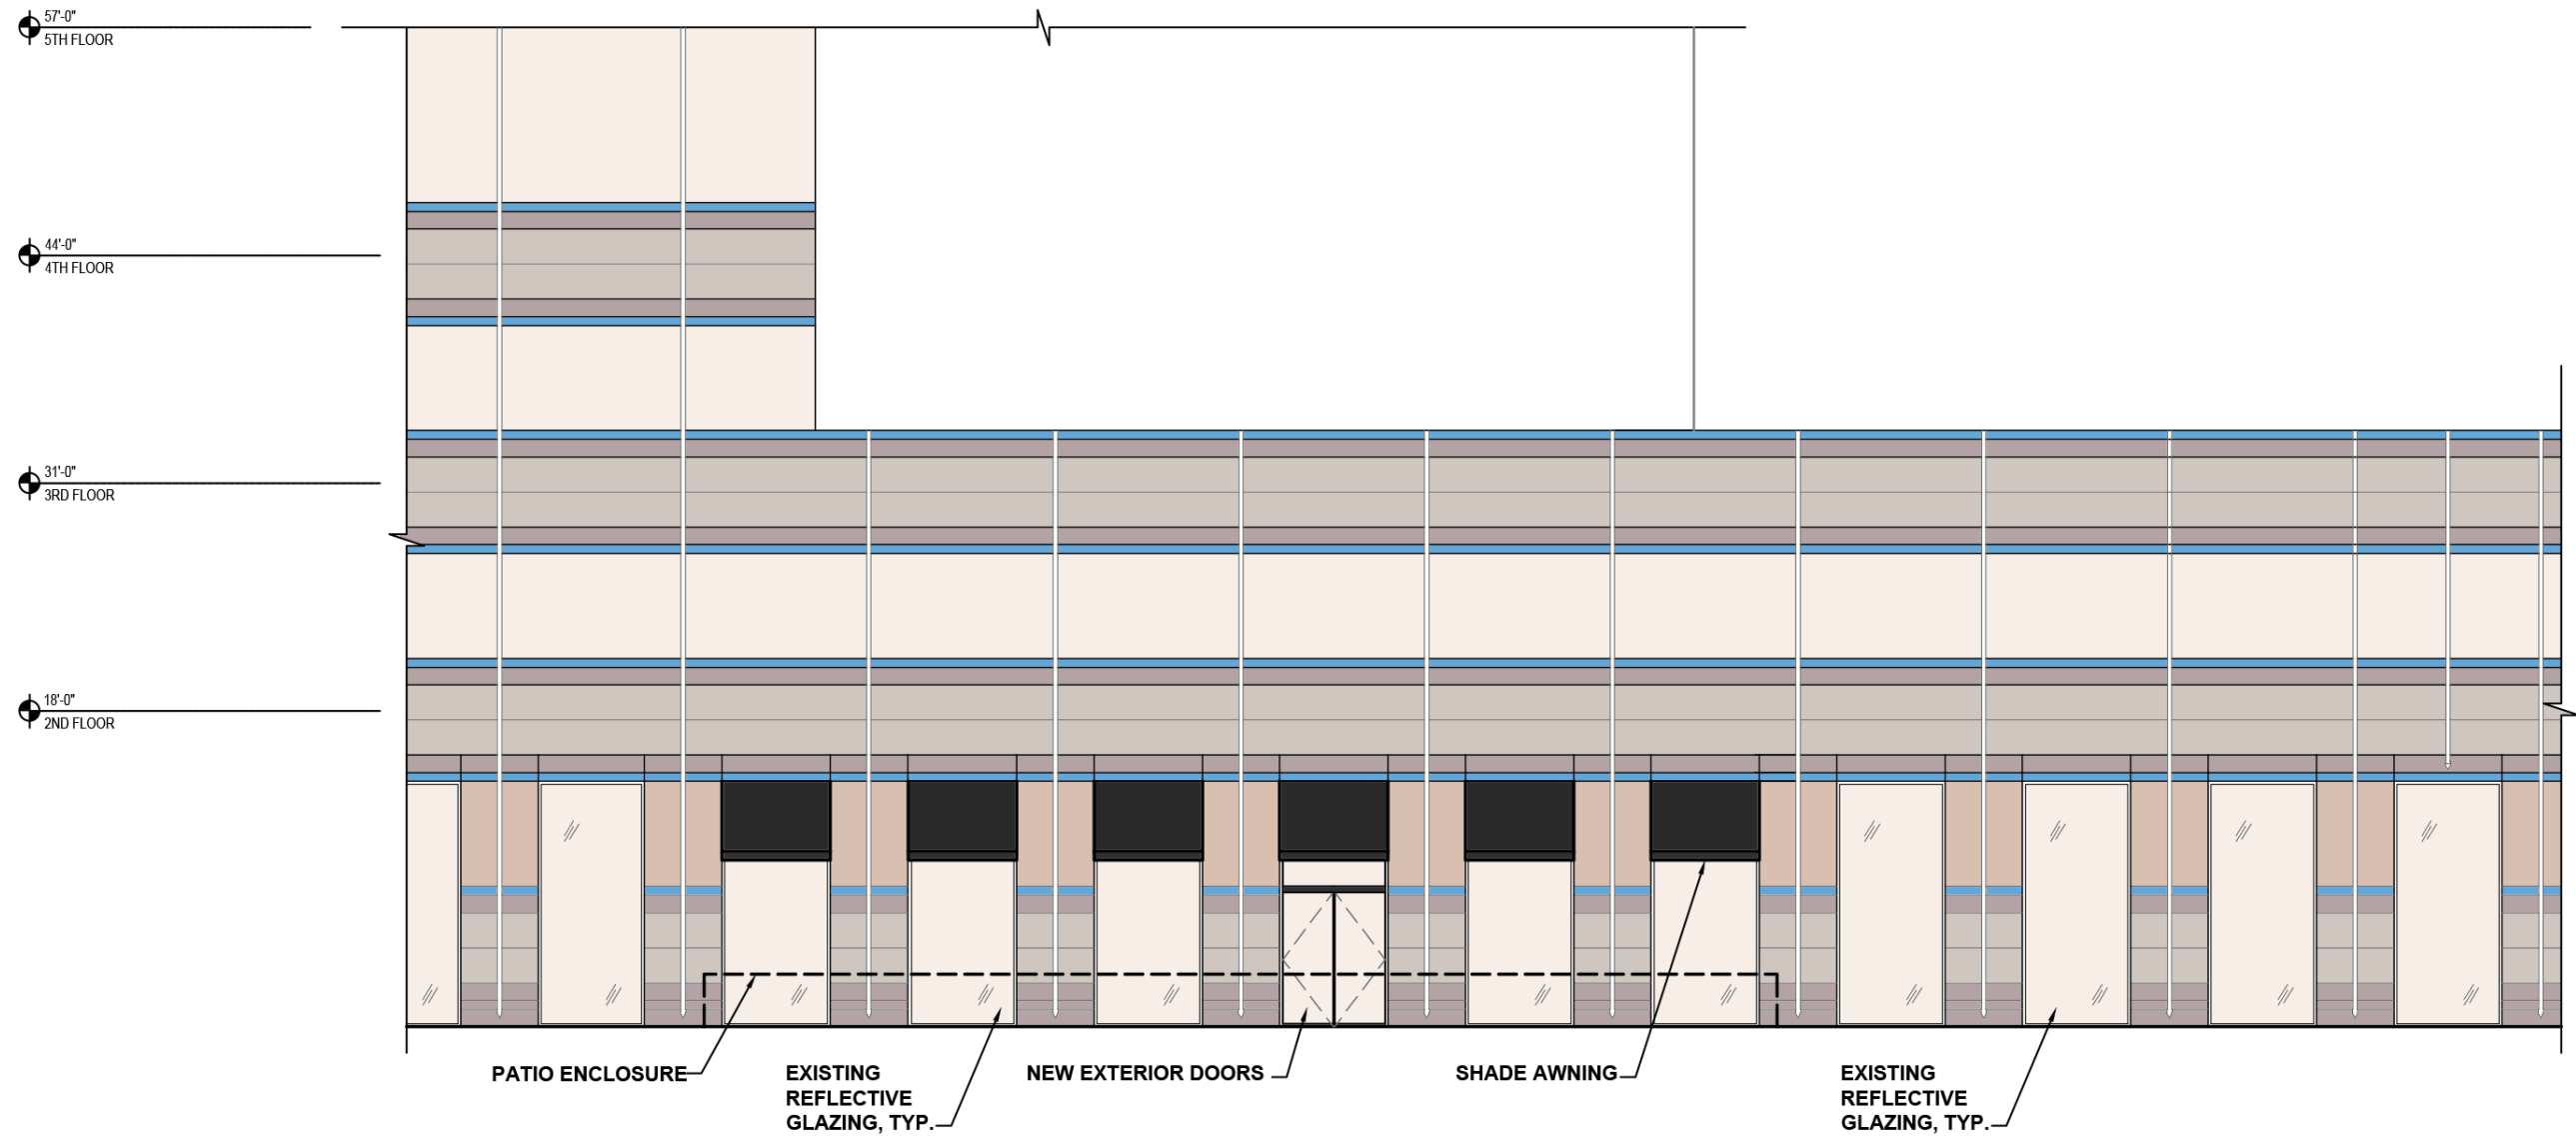 57'-0"
5TH FLOOR
44'-0"
4TH FLOOR
31'-0"
3RD FLOOR
18'-0"
2ND FLOOR
PATIO ENCLOSURE
EXISTING
REFLECTIVE
GLAZING, TYP.
NEW EXTERIOR DOORS
SHADE AWNING
EXISTING
REFLECTIVE
GLAZING, TYP.